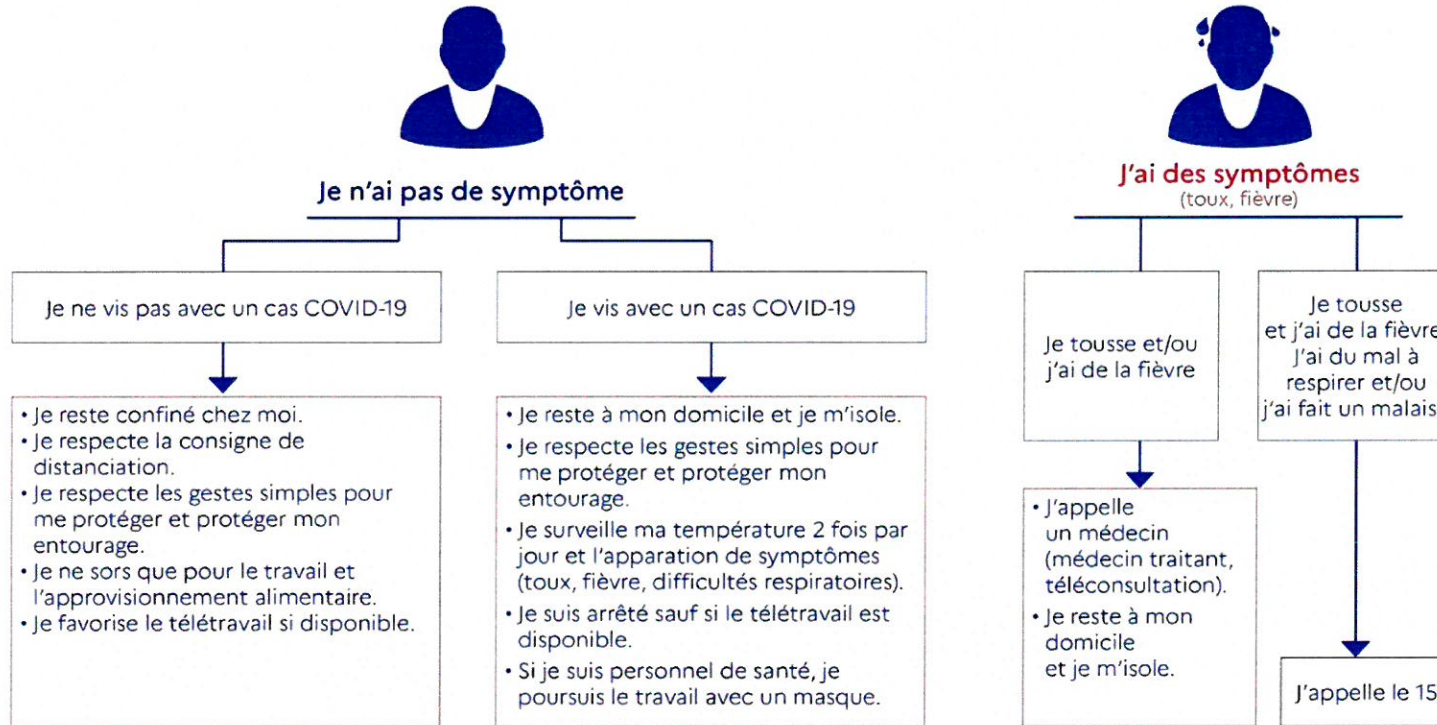 Je n'ai pas de symptôme
Je ne vis pas avec un cas COVID-19
• Je reste confiné chez moi.
• Je respecte la consigne de
distanciation.
• Je respecte les gestes simples pour
me protéger et protéger mon
entourage.
• Je ne sors que pour le travail et
l'approvisionnement alimentaire.
• Je favorise le télétravail si disponible.
Je vis avec un cas COVID-19
• Je reste à mon domicile et je m'isole.
• Je respecte les gestes simples pour
me protéger et protéger mon
entourage.
• Je surveille ma température 2 fois par
jour et l'apparation de symptômes
(toux, fièvre, difficultés respiratoires).
• Je suis arrêté sauf si le télétravail est
disponible.
• Si je suis personnel de santé, je
poursuis le travail avec un masque.
J'ai des symptômes
(toux, fièvre)
Je tousse et/ou
j'ai de la fièvre
• J'appelle
un médecin
(médecin traitant,
téléconsultation).
• Je reste à mon
domicile
et je m'isole.
Je tousse
et j'ai de la fièvre
J'ai du mal à
respirer et/ou
j'ai fait un malais
J'appelle le 15